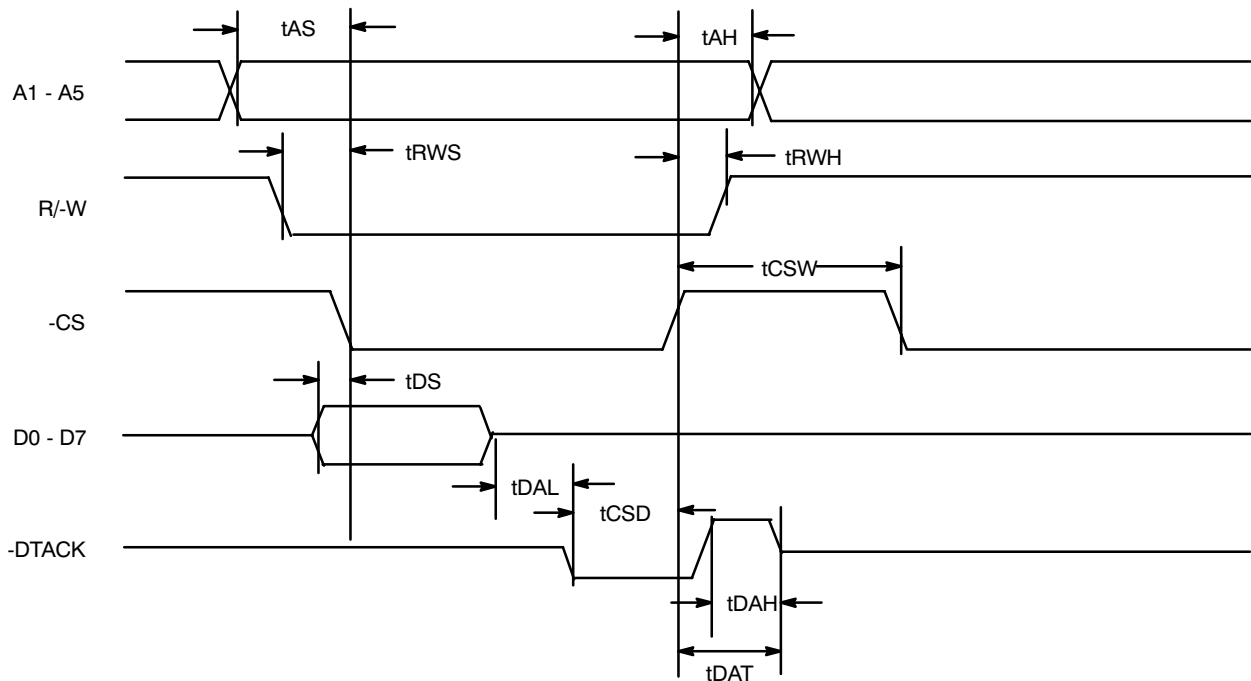 tAS
tAH
A1 - A5
tRWS
tRWH
R/-W
tCSW
-CS
tDS
D0 - D7
tDAL
tCSD
-DTACK
tDAH
tDAT